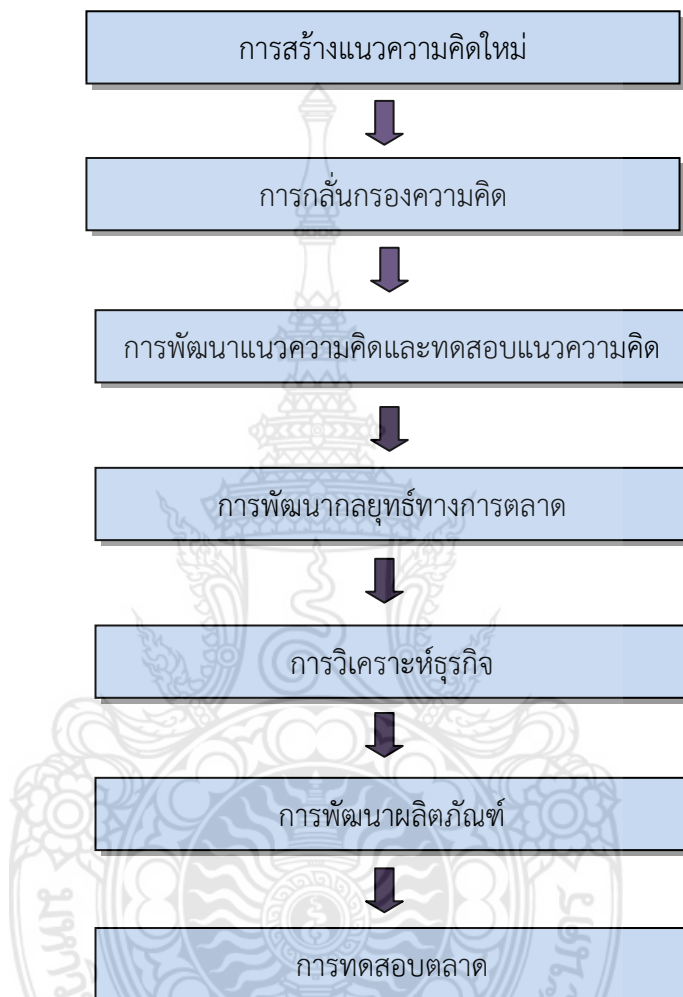 การสร้างแนวความคิดใหม่
การกลั่นกรองความคิด
การพัฒนาแนวความคิดและทดสอบแนวความคิด
การพัฒนากลยุทธ์ทางการตลาด
การวิเคราะห์ธุรกิจ
การพัฒนาผลิตภัณฑ์
การทดสอบตลาด